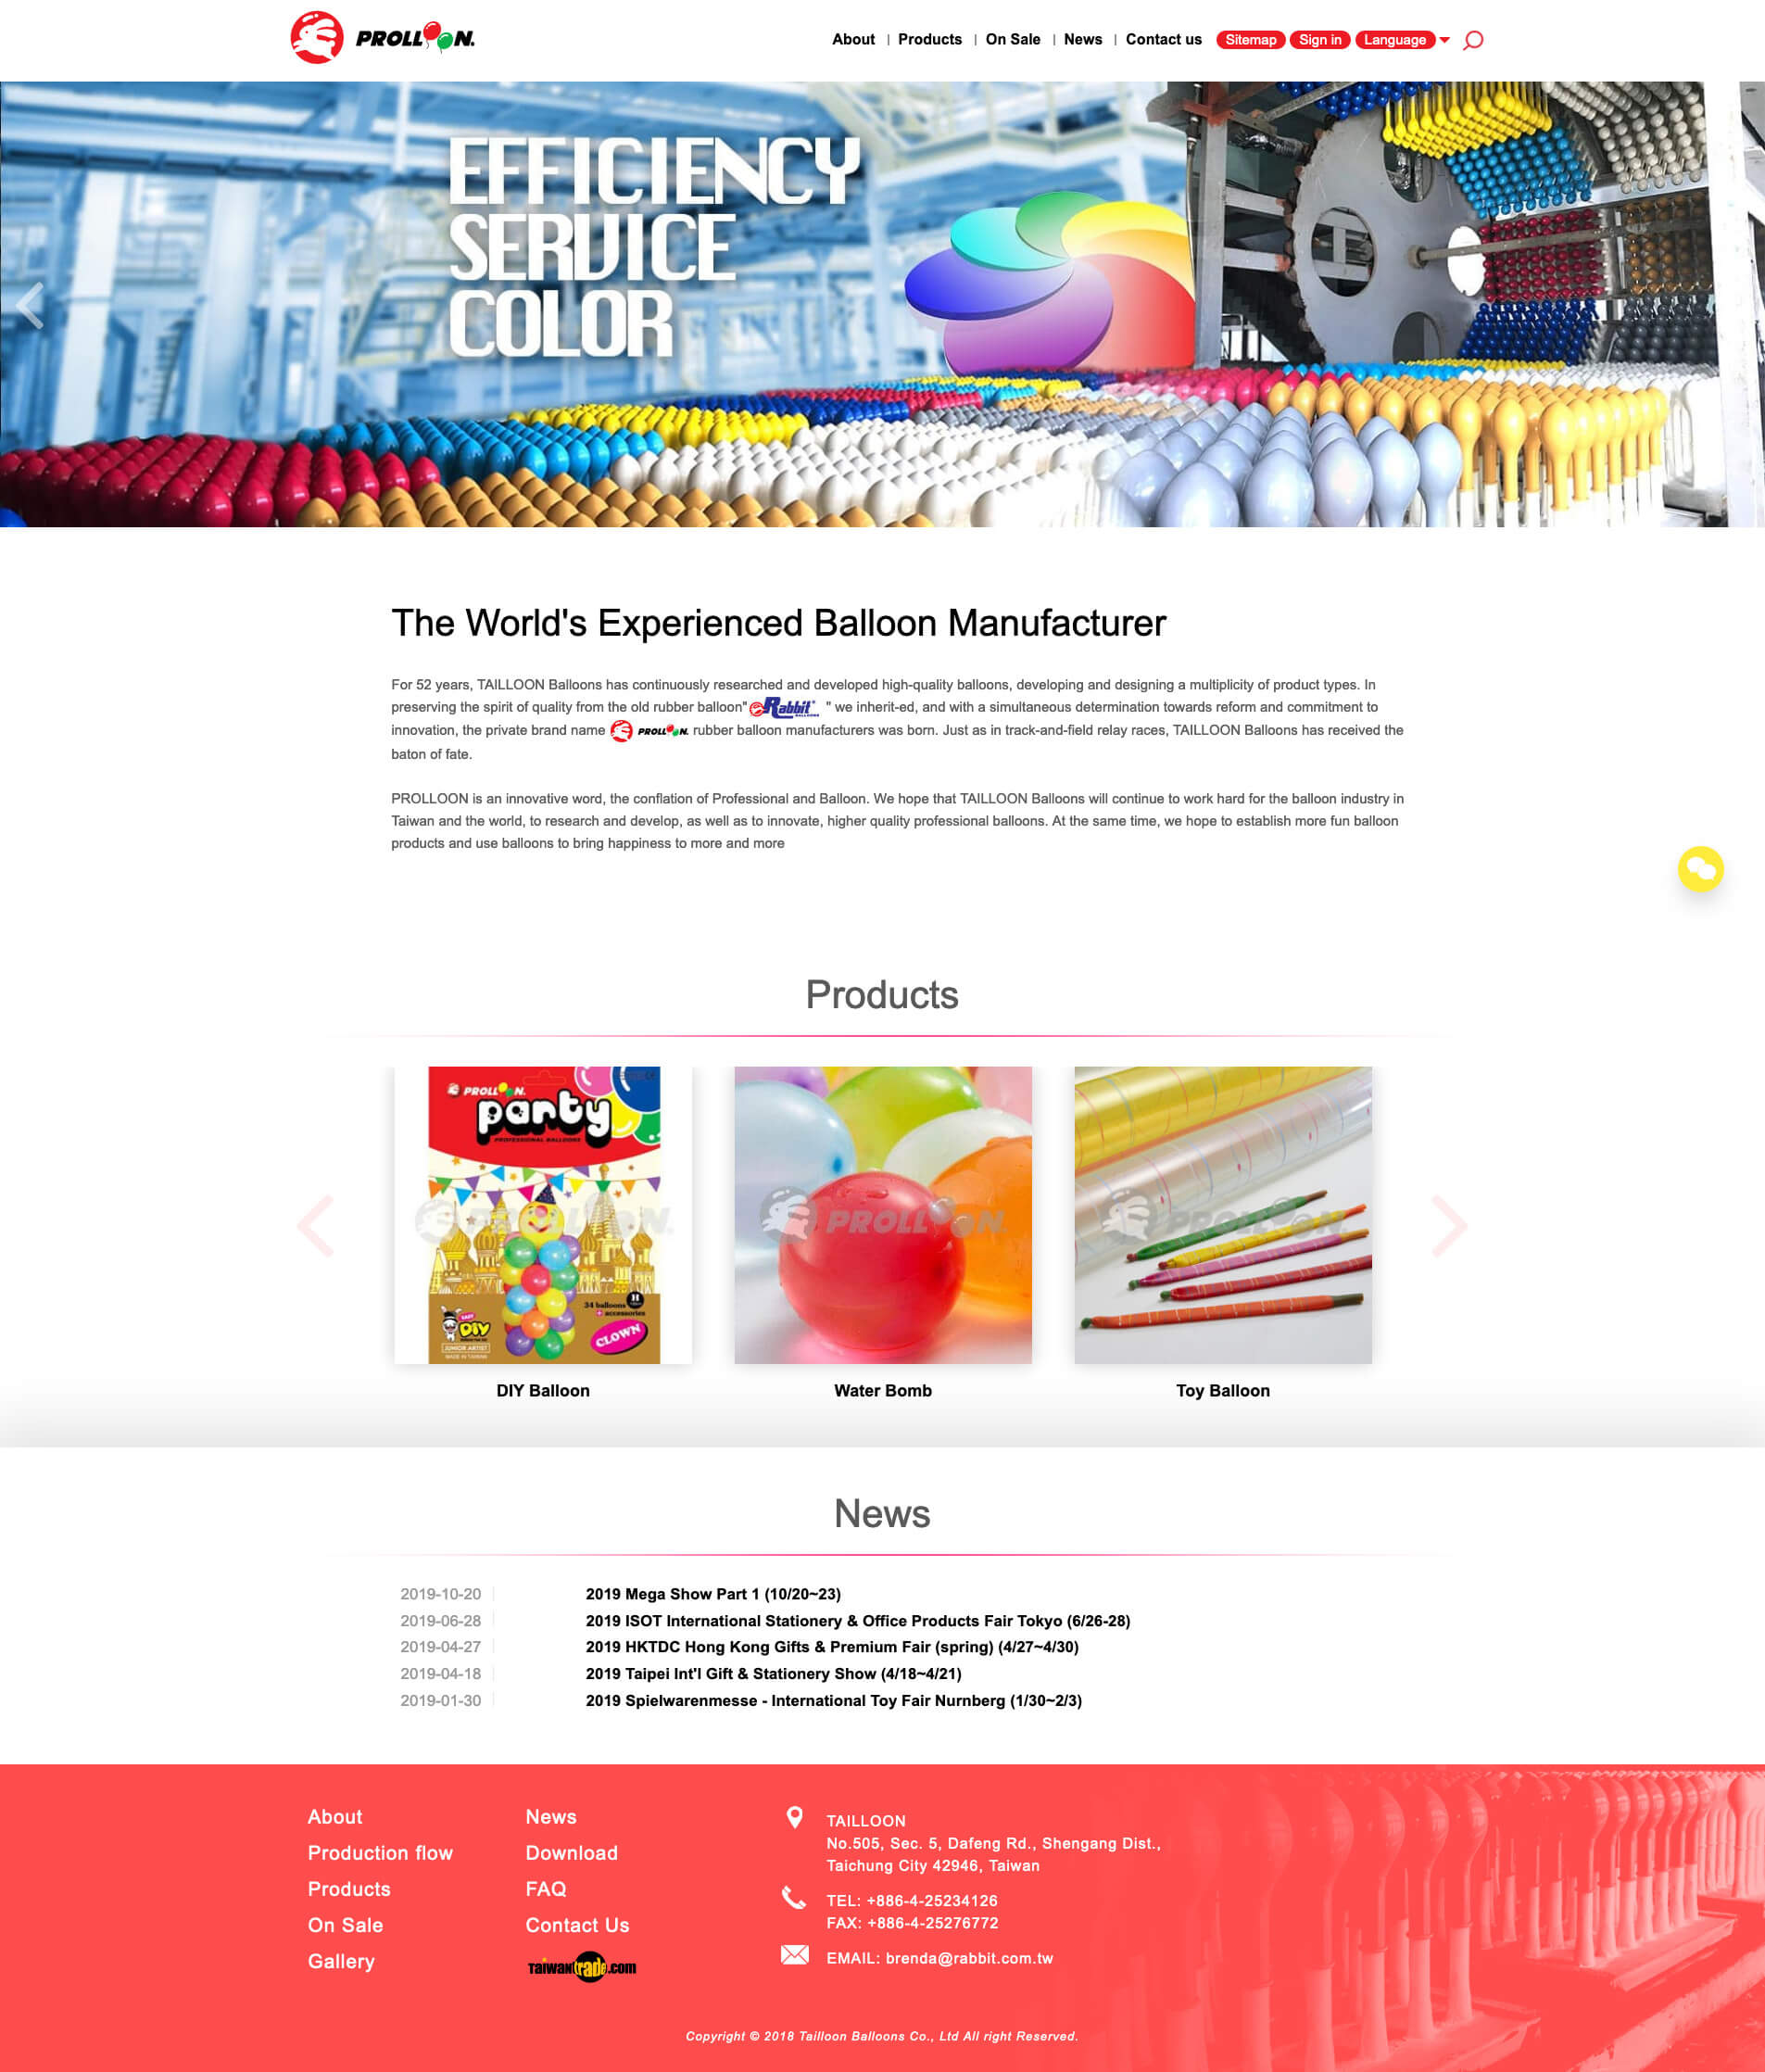 PROLLOON.
About | Products | On Sale | News | Contact us Sitemap Sign in Language
EFFICIENCY
SERVICE
COLOR
The World's Experienced Balloon Manufacturer
For 52 years, TAILLOON Balloons has continuously researched and developed high-quality balloons, developing and designing a multiplicity of product types. In
preserving the spirit of quality from the old rubber balloon" Rabbit BALLOONS " we inherit-ed, and with a simultaneous determination towards reform and commitment to
innovation, the private brand name PROLLOON. rubber balloon manufacturers was born. Just as in track-and-field relay races, TAILLOON Balloons has received the
baton of fate.
PROLLOON is an innovative word, the conflation of Professional and Balloon. We hope that TAILLOON Balloons will continue to work hard for the balloon industry in
Taiwan and the world, to research and develop, as well as to innovate, higher quality professional balloons. At the same time, we hope to establish more fun balloon
products and use balloons to bring happiness to more and more
Products
PROLLOON.
party
PROFESSIONAL BALLOONS
PROLLOON.
34 balloons
+ accessories
EASY
DIY
JUNIOR ARTIST
MADE IN TAIWAN
CLOWN
PROLLOON.
PROLLOON.
DIY Balloon
Water Bomb
Toy Balloon
News
2019-10-20 2019 Mega Show Part 1 (10/20~23)
2019-06-28 2019 ISOT International Stationery & Office Products Fair Tokyo (6/26-28)
2019-04-27 2019 HKTDC Hong Kong Gifts & Premium Fair (spring) (4/27~4/30)
2019-04-18 2019 Taipei Int'l Gift & Stationery Show (4/18~4/21)
2019-01-30 2019 Spielwarenmesse - International Toy Fair Nurnberg (1/30~2/3)
About
Production flow
Products
On Sale
Gallery
News
Download
FAQ
Contact Us
Taiwantrade.com
TAILLOON
No.505, Sec. 5, Dafeng Rd., Shengang Dist.,
Taichung City 42946, Taiwan
TEL: +886-4-25234126
FAX: +886-4-25276772
EMAIL: brenda@rabbit.com.tw
Copyright © 2018 Tailloon Balloons Co., Ltd All right Reserved.